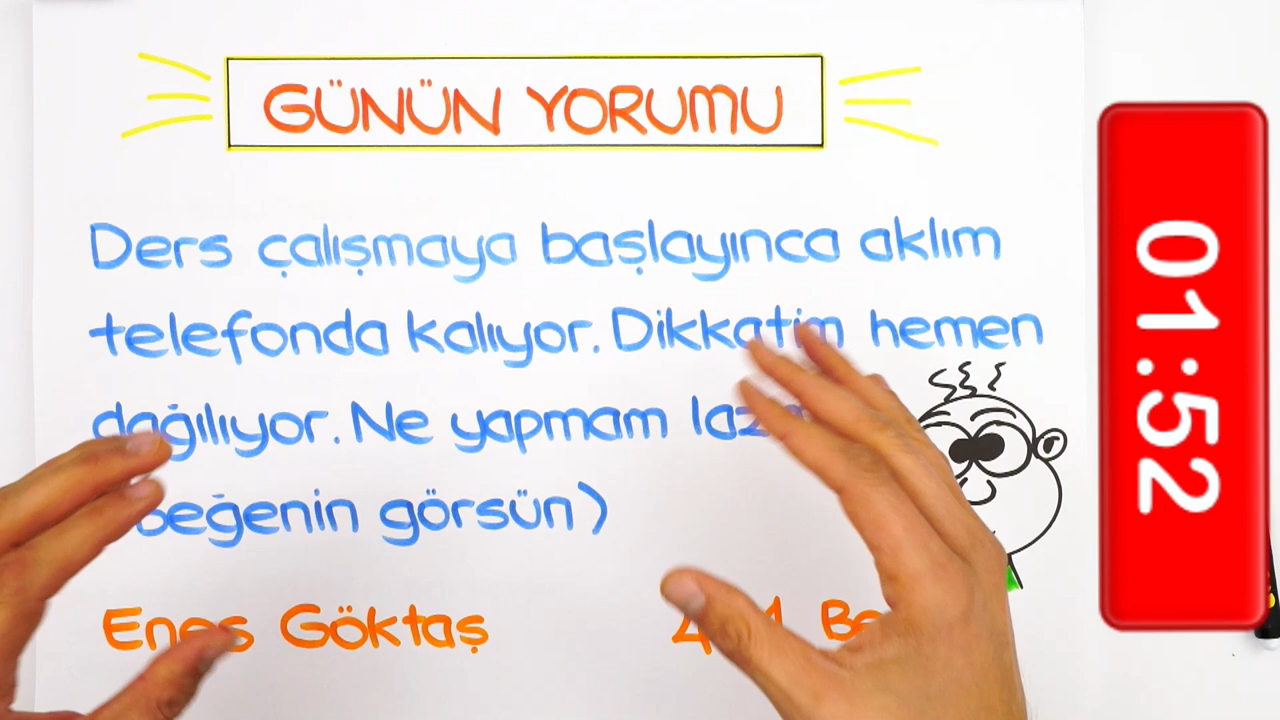 GÜNÜN YORUMU
Ders çalışmaya başlayınca aklım
telefonda kalıyor. Dikkatim hemen
dağılıyor. Ne yapmam
beğenin görsün)
Enes Göktaş
01:52